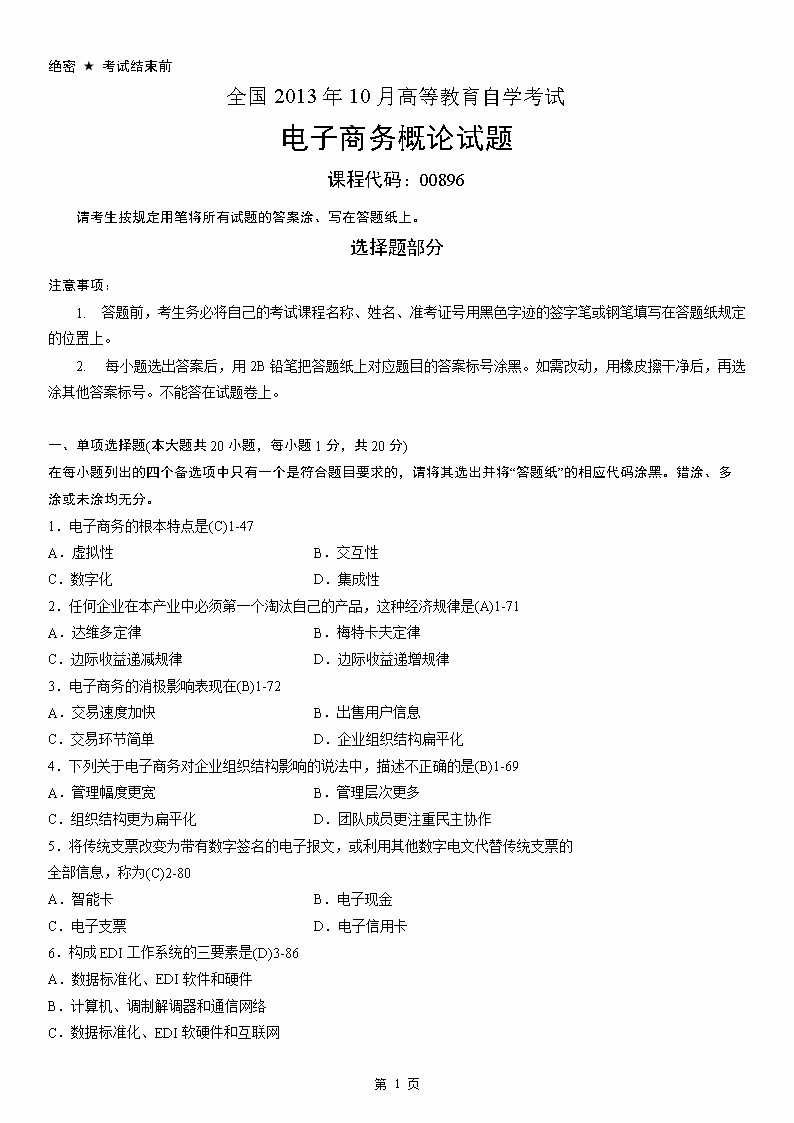 绝密 ★ 考试结束前
全国 2013 年 10 月高等教育自学考试
电子商务概论试题
课程代码：00896
请考生按规定用笔将所有试题的答案涂、写在答题纸上。
选择题部分
注意事项：
1. 答题前，考生务必将自己的考试课程名称、姓名、准考证号用黑色字迹的签字笔或钢笔填写在答题纸规定
的位置上。
2. 每小题选出答案后，用 2B 铅笔把答题纸上对应题目的答案标号涂黑。如需改动，用橡皮擦干净后，再选
涂其他答案标号。不能答在试题卷上。
一、单项选择题(本大题共 20 小题，每小题 1 分，共 20 分)
在每小题列出的四个备选项中只有一个是符合题目要求的，请将其选出并将“答题纸”的相应代码涂黑。错涂、多
涂或未涂均无分。
1．电子商务的根本特点是(C)1-47
A．虚拟性 B．交互性
C．数字化 D．集成性
2．任何企业在本产业中必须第一个淘汰自己的产品，这种经济规律是(A)1-71
A．达维多定律 B．梅特卡夫定律
C．边际收益递减规律 D．边际收益递增规律
3．电子商务的消极影响表现在(B)1-72
A．交易速度加快 B．出售用户信息
C．交易环节简单 D．企业组织结构扁平化
4．下列关于电子商务对企业组织结构影响的说法中，描述不正确的是(B)1-69
A．管理幅度更宽 B．管理层次更多
C．组织结构更为扁平化 D．团队成员更注重民主协作
5．将传统支票改变为带有数字签名的电子报文，或利用其他数字电文代替传统支票的
全部信息，称为(C)2-80
A．智能卡 B．电子现金
C．电子支票 D．电子信用卡
6．构成 EDI 工作系统的三要素是(D)3-86
A．数据标准化、EDI 软件和硬件
B．计算机、调制解调器和通信网络
C．数据标准化、EDI 软硬件和互联网
第 1 页